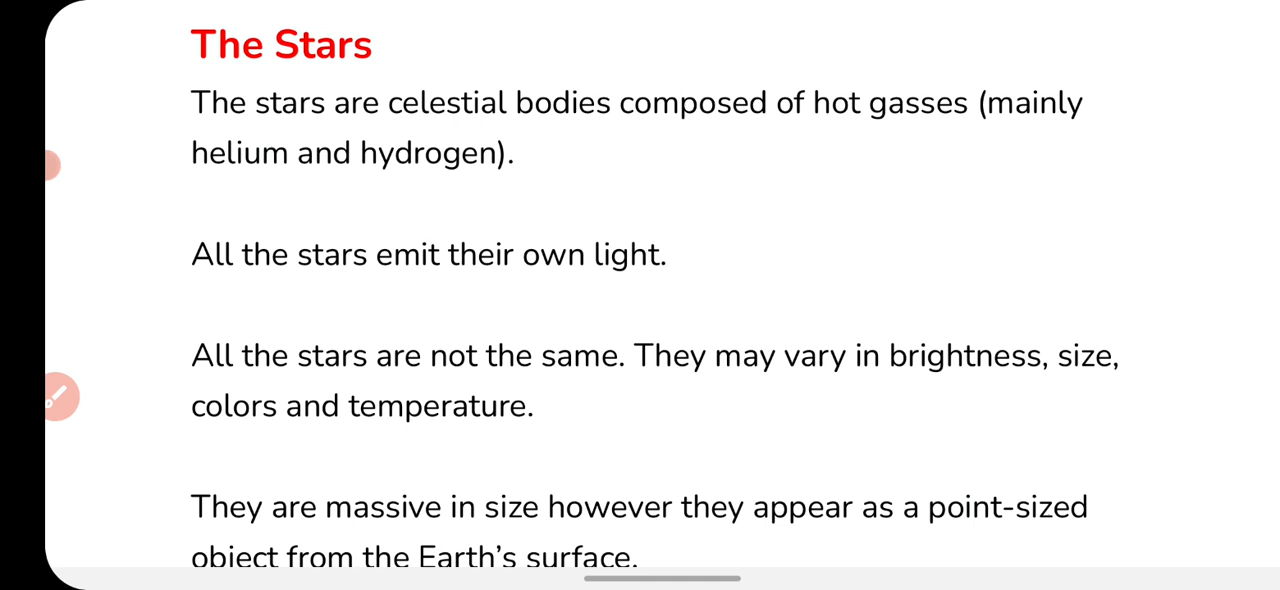 The Stars
The stars are celestial bodies composed of hot gasses (mainly
helium and hydrogen).
All the stars emit their own light.
All the stars are not the same. They may vary in brightness, size,
colors and temperature.
They are massive in size however they appear as a point-sized
object from the Earth’s surface.